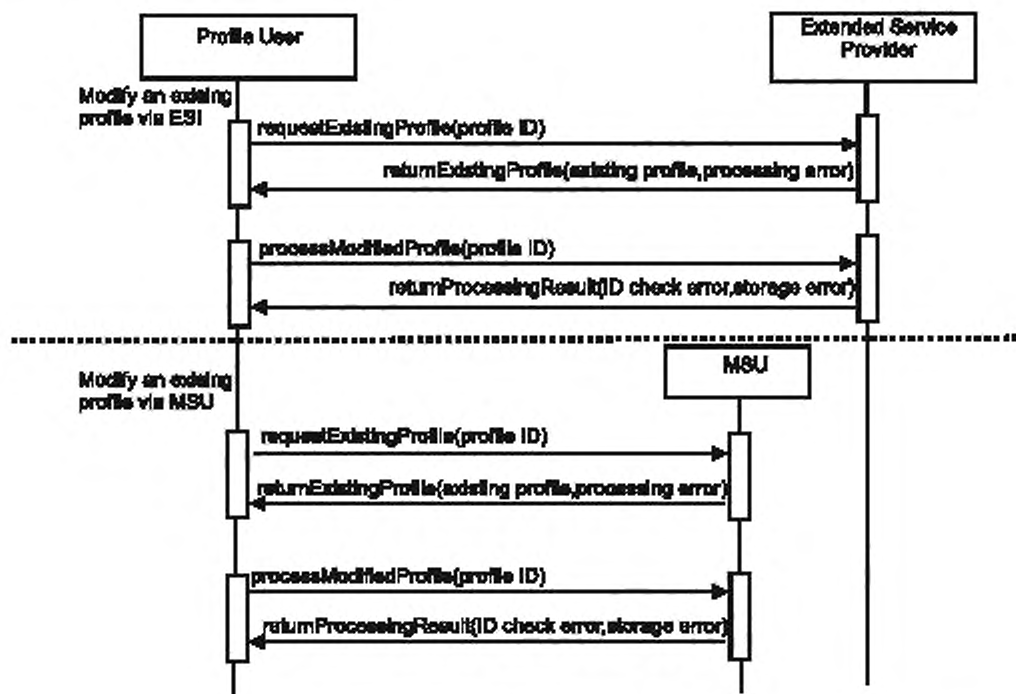 Profile User
Extended Service
Provider
Modify an existing
profile via ESI
requestExistingProfile(profile ID)
returnExistingProfile(existing profile,processing error)
processModifiedProfile(profile ID)
returnProcessingResult(ID check error,storage error)
Modify an existing
profile via MSU
MSU
requestExistingProfile(profile ID)
returnExistingProfile(existing profile,processing error)
processModifiedProfile(profile ID)
returnProcessingResult(ID check error,storage error)